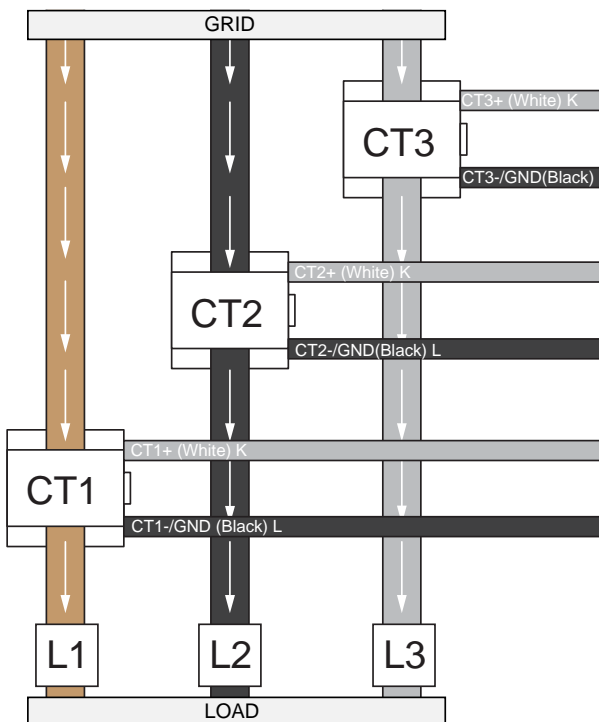 GRID
CT3+ (White) K
CT3
CT3-/GND(Black)
CT2+ (White) K
CT2
CT2-/GND(Black) L
CT1+ (White) K
CT1
CT1-/GND (Black) L
L1 L2 L3
LOAD